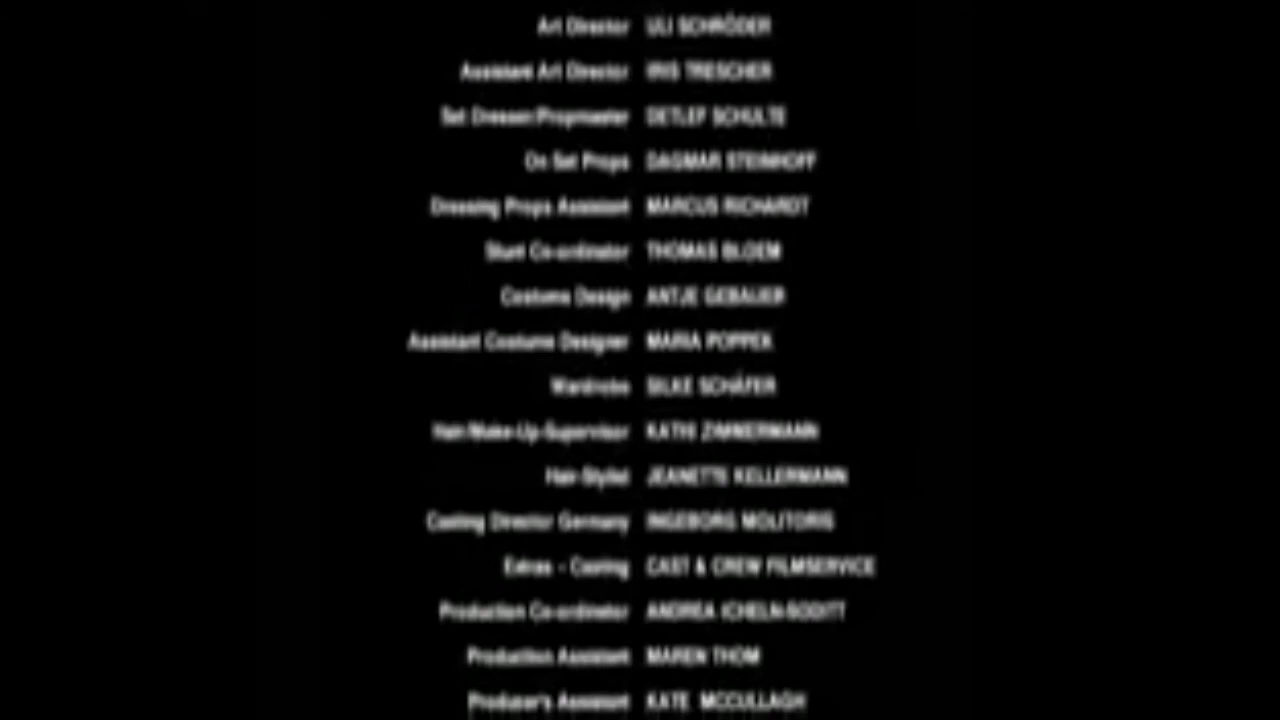 Art Director ULI SCHRÖDER
Assistant Art Director IRIS TRESCHER
Set Dresser/Propmaster DETLEF SCHULTE
On Set Props DAGMAR STEINHOFF
Dressing Props Assistant MARCUS RICHARDT
Stunt Co-ordinator THOMAS BLOEM
Costume Design ANTJE GEBAUER
Assistant Costume Designer MARIA POPPEK
Wardrobe SILKE SCHÄFER
Hair/Make-Up-Supervisor KATHI ZIMMERMANN
Hair-Stylist JEANETTE KELLERMANN
Casting Director Germany INGEBORG MOLITORIS
Extras - Casting CAST & CREW FILMSERVICE
Production Co-ordinator ANDREA
Production Assistant MAREN THOM
Producer's Assistant KATE MCCULLAGH